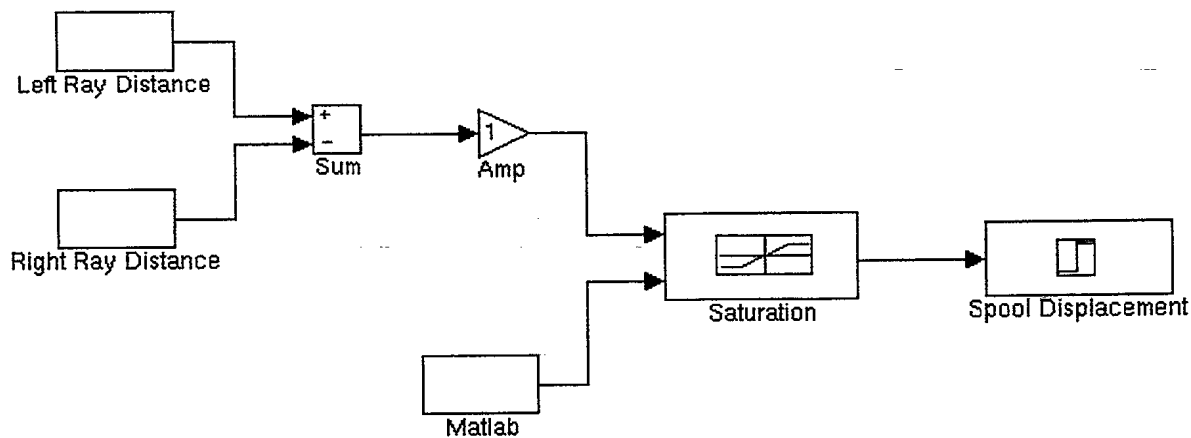 Left Ray Distance
+
−
Sum
1
Amp
Right Ray Distance
Saturation
Spool Displacement
Matlab